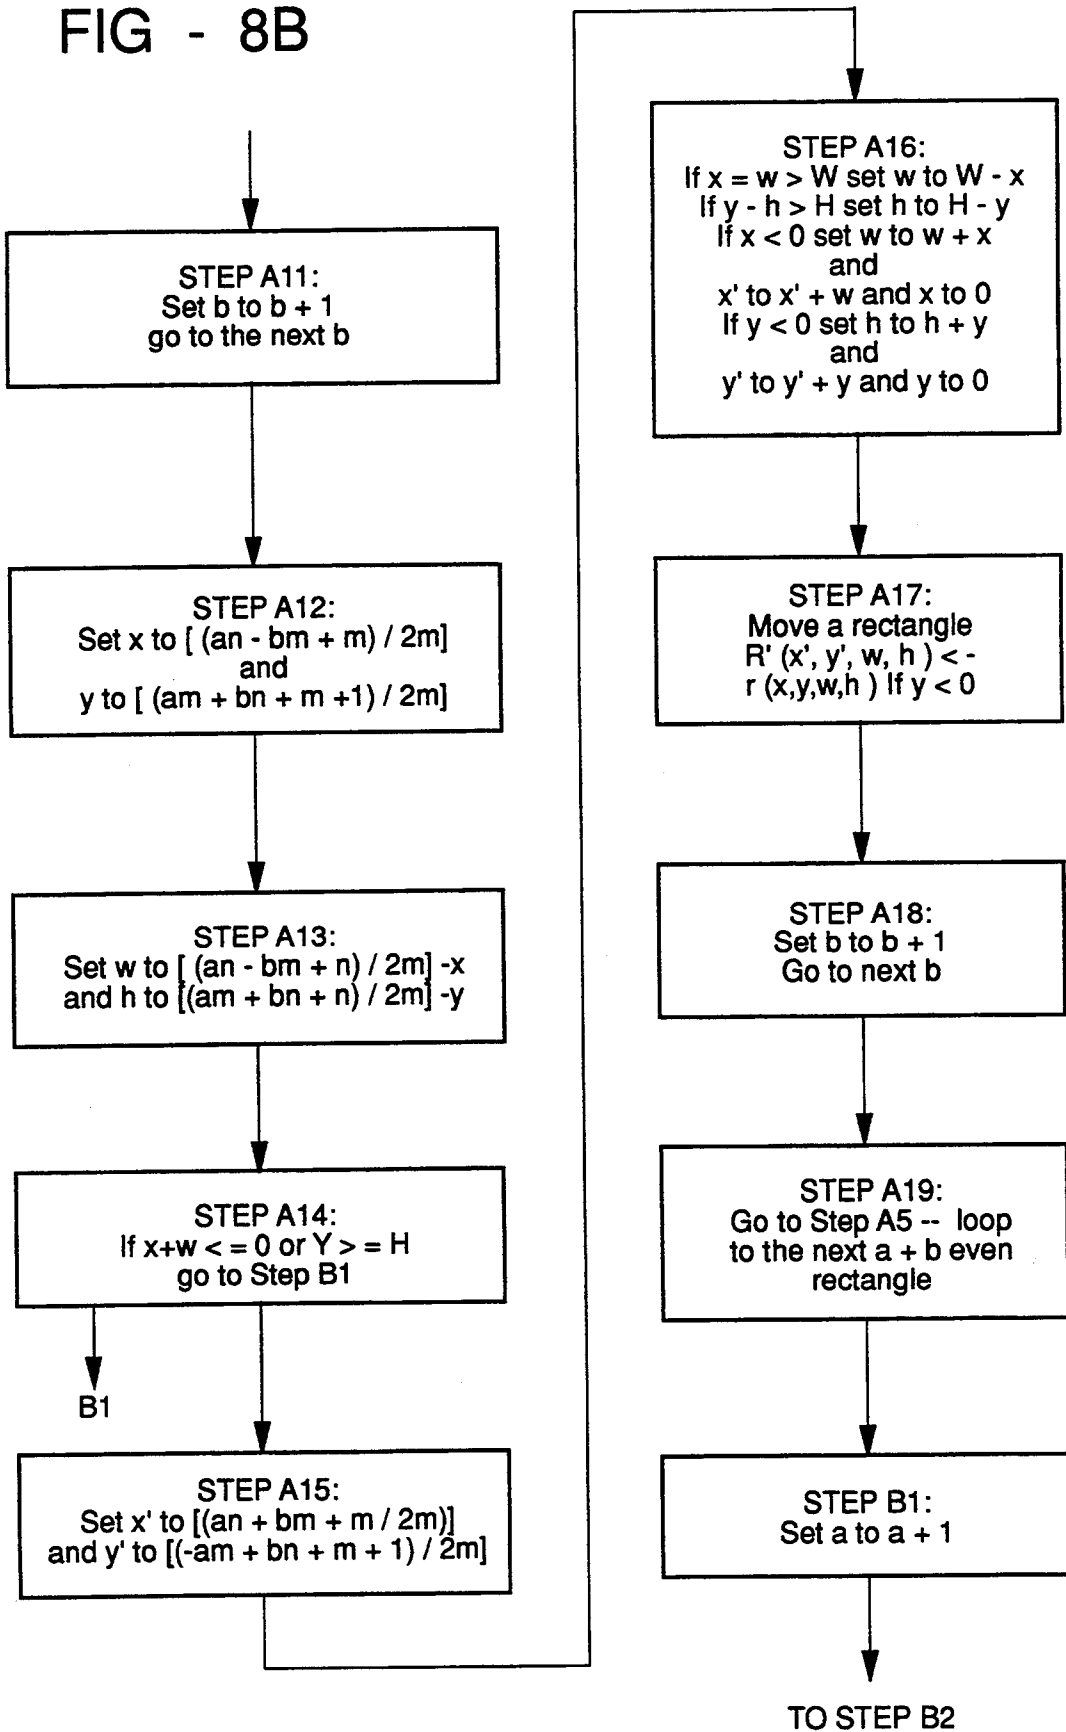 FIG - 8B
STEP A11:
Set b to b + 1
go to the next b
STEP A12:
Set x to [ (an - bm + m) / 2m]
and
y to [ (am + bn + m +1) / 2m]
STEP A13:
Set w to [ (an - bm + n) / 2m] -x
and h to [(am + bn + n) / 2m] -y
STEP A14:
If x+w < = 0 or Y > = H
go to Step B1
B1
STEP A15:
Set x' to [(an + bm + m / 2m)]
and y' to [(-am + bn + m + 1) / 2m]
STEP A16:
If x = w > W set w to W - x
If y - h > H set h to H - y
If x < 0 set w to w + x
and
x' to x' + w and x to 0
If y < 0 set h to h + y
and
y' to y' + y and y to 0
STEP A17:
Move a rectangle
R' (x', y', w, h ) < -
r (x,y,w,h ) If y < 0
STEP A18:
Set b to b + 1
Go to next b
STEP A19:
Go to Step A5 -- loop
to the next a + b even
rectangle
STEP B1:
Set a to a + 1
TO STEP B2